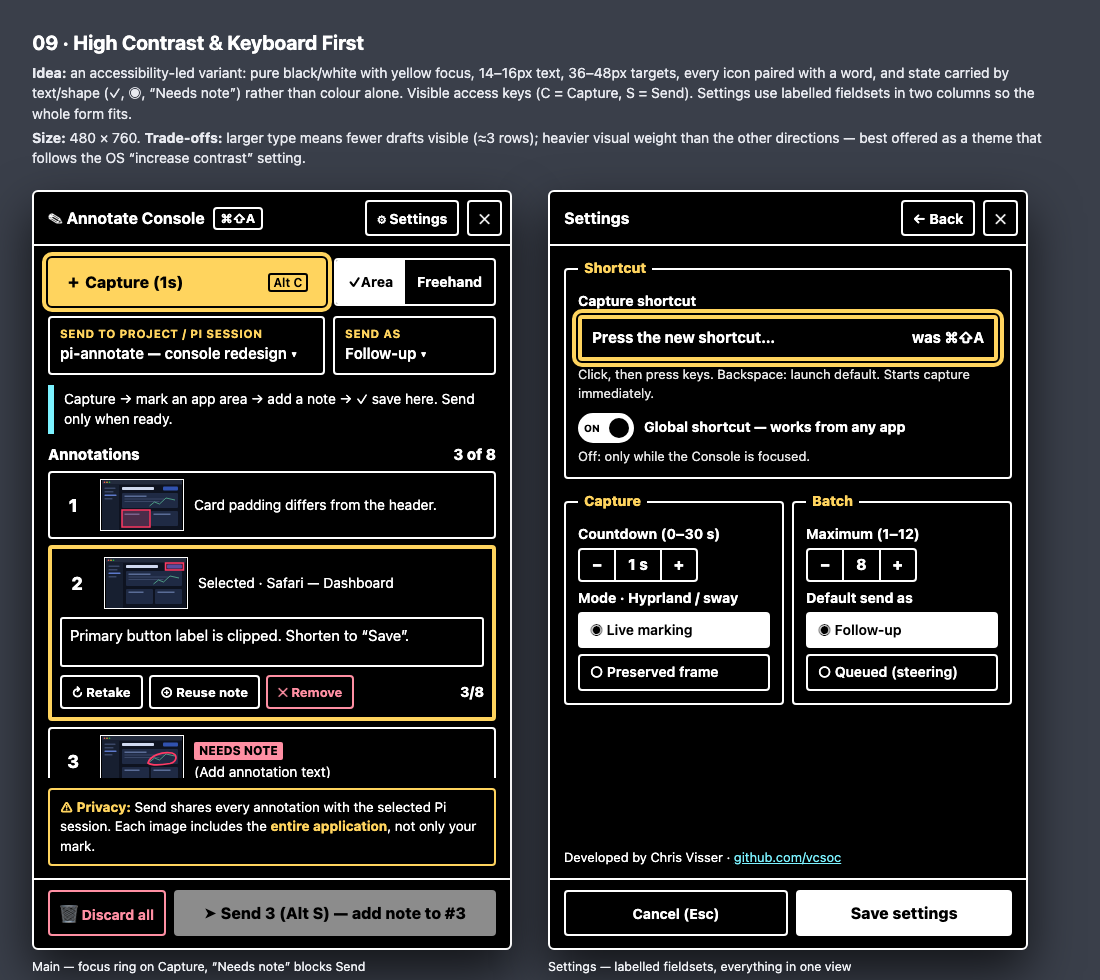 09 · High Contrast & Keyboard First
Idea: an accessibility-led variant: pure black/white with yellow focus, 14–16px text, 36–48px targets, every icon paired with a word, and state carried by
text/shape (✓, ◉, “Needs note”) rather than colour alone. Visible access keys (C = Capture, S = Send). Settings use labelled fieldsets in two columns so the
whole form fits.
Size: 480 × 760. Trade-offs: larger type means fewer drafts visible (≈3 rows); heavier visual weight than the other directions — best offered as a theme that
follows the OS “increase contrast” setting.
✎ Annotate Console ⌘⇧A ⚙ Settings ✕
+ Capture (1s) Alt C ✓Area Freehand
SEND TO PROJECT / PI SESSION
pi-annotate — console redesign ▾
SEND AS
Follow-up ▾
Capture → mark an app area → add a note → ✓ save here. Send
only when ready.
Annotations 3 of 8
1 Card padding differs from the header.
2 Selected · Safari — Dashboard
Primary button label is clipped. Shorten to “Save”.
↻ Retake ⊕ Reuse note ✕ Remove 3/8
3 NEEDS NOTE
(Add annotation text)
⚠ Privacy: Send shares every annotation with the selected Pi
session. Each image includes the entire application, not only your
mark.
🗑 Discard all ➤ Send 3 (Alt S) — add note to #3
Main — focus ring on Capture, “Needs note” blocks Send
Settings ← Back ✕
Shortcut
Capture shortcut
Press the new shortcut… was ⌘⇧A
Click, then press keys. Backspace: launch default. Starts capture
immediately.
ON Global shortcut — works from any app
Off: only while the Console is focused.
Capture
Countdown (0–30 s)
− 1 s +
Mode · Hyprland / sway
◉ Live marking
○ Preserved frame
Batch
Maximum (1–12)
− 8 +
Default send as
◉ Follow-up
○ Queued (steering)
Developed by Chris Visser · github.com/vcsoc
Cancel (Esc) Save settings
Settings — labelled fieldsets, everything in one view